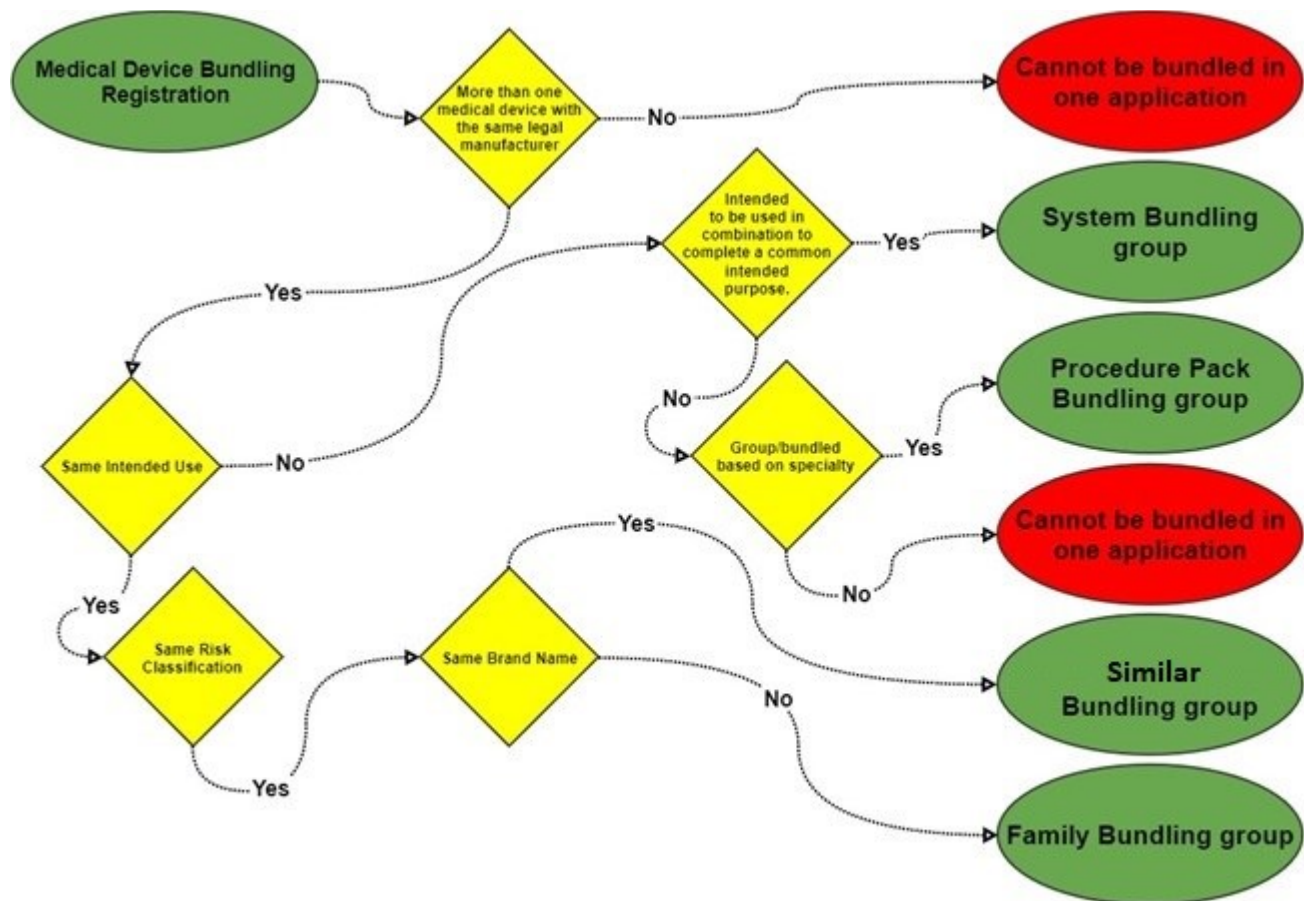 Medical Device Bundling
Registration
More than one
medical device with
the same legal
manufacturer
No
Cannot be bundled in
one application
Intended
to be used in
combination to
complete a common
intended
purpose.
Yes
System Bundling
group
Yes
No
Procedure Pack
Bundling group
Same Intended Use
No
Group/bundled
based on specialty
Yes
Cannot be bundled in
one application
No
Yes
Same Risk
Classification
Yes
Same Brand Name
Yes
Similar
Bundling group
No
Family Bundling group